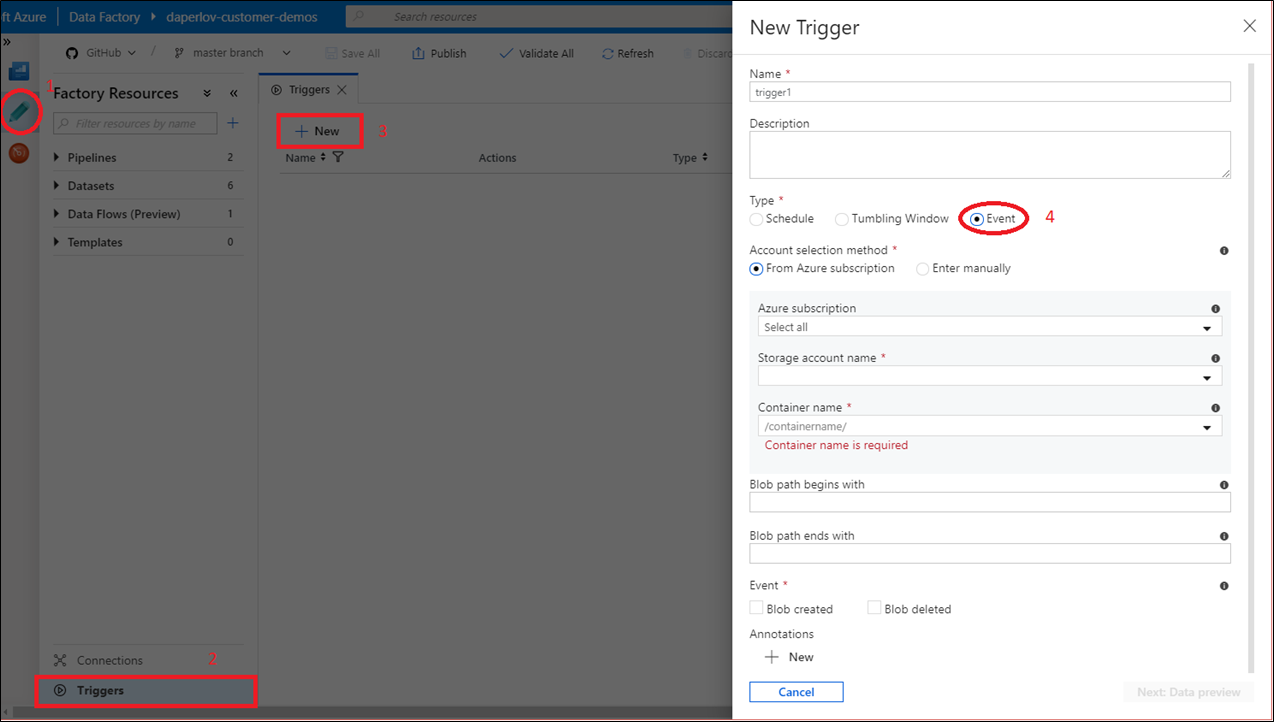 oft Azure Data Factory daperlov-customer-demos Search resources
GitHub / master branch Save All Publish Validate All Refresh Discard
1
Factory Resources
Filter resources by name
Pipelines 2
Datasets 6
Data Flows (Preview) 1
Templates 0
Connections 2
Triggers
Triggers
New 3
Name Actions Type
New Trigger
Name *
trigger1
Description
Type *
Schedule Tumbling Window Event 4
Account selection method *
From Azure subscription Enter manually
Azure subscription
Select all
Storage account name *
Container name *
/containername/
Container name is required
Blob path begins with
Blob path ends with
Event *
Blob created Blob deleted
Annotations
New
Cancel Next: Data preview